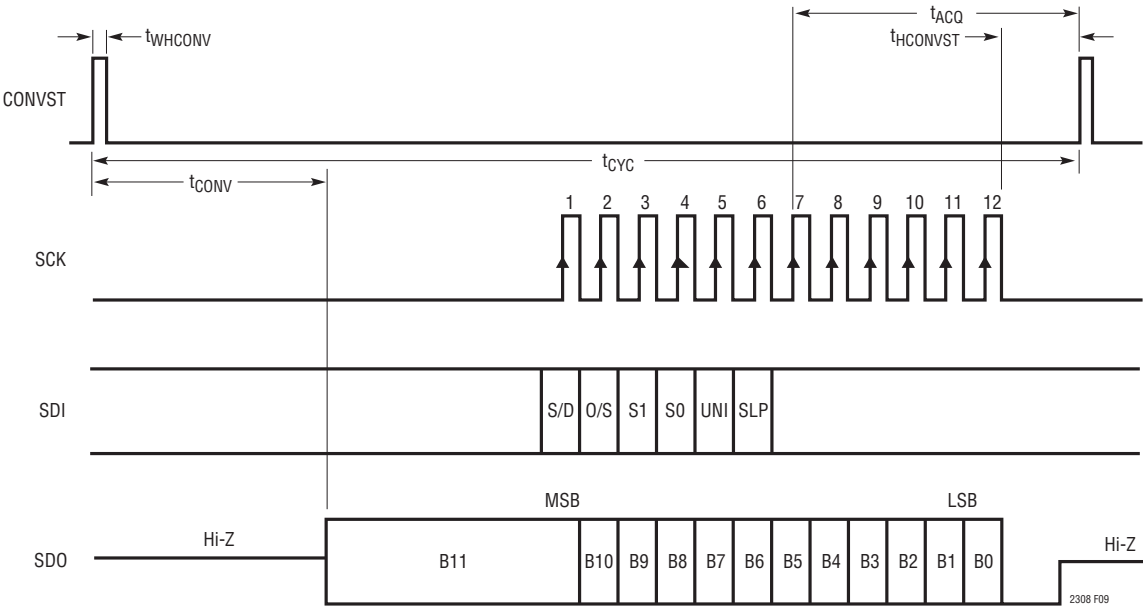 tACQ
tWHCONV
tHCONVST
CONVST
tCYC
tCONV
1 2 3 4 5 6 7 8 9 10 11 12
SCK
SDI
S/D O/S S1 S0 UNI SLP
MSB LSB
Hi-Z
Hi-Z
SDO
B11 B10 B9 B8 B7 B6 B5 B4 B3 B2 B1 B0
2308 F09